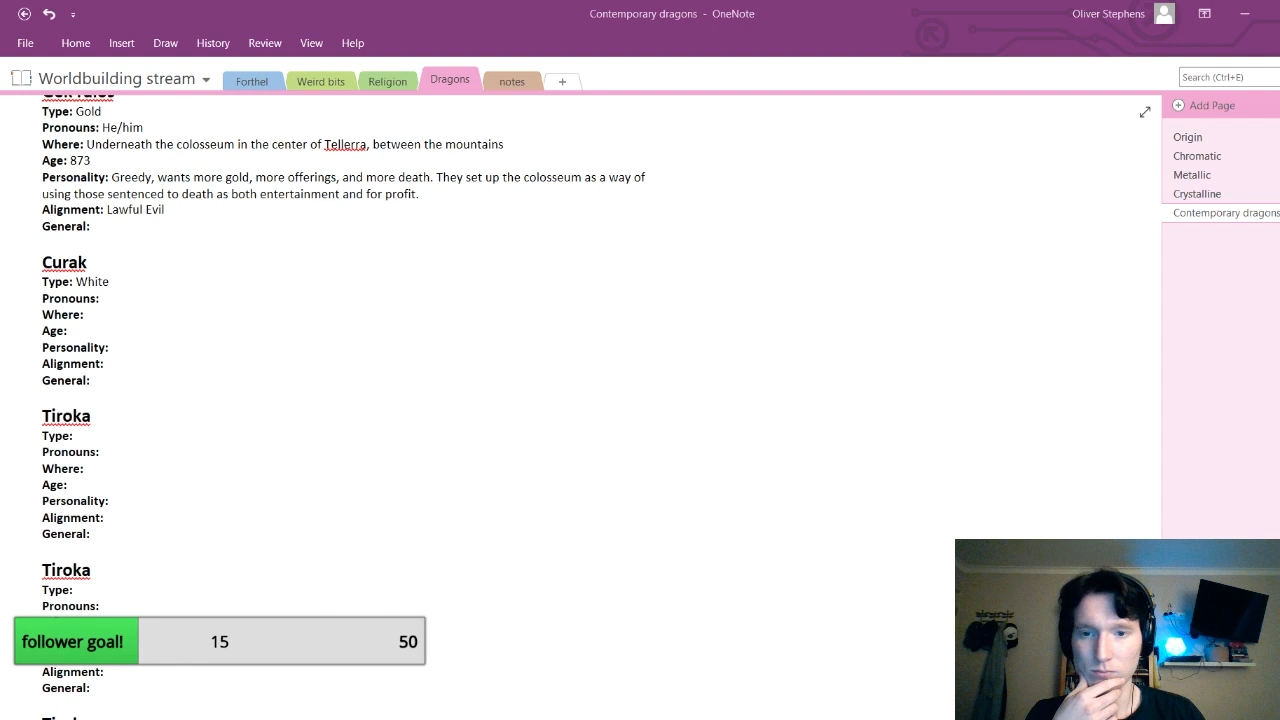 Contemporary dragons - OneNote
Oliver Stephens
File Home Insert Draw History Review View Help
Worldbuilding stream
Forthel Weird bits Religion Dragons notes
Search (Ctrl+E)
Type: Gold
Pronouns: He/him
Where: Underneath the colosseum in the center of Tellerra, between the mountains
Age: 873
Personality: Greedy, wants more gold, more offerings, and more death. They set up the colosseum as a way of
using those sentenced to death as both entertainment and for profit.
Alignment: Lawful Evil
General:
Curak
Type: White
Pronouns:
Where:
Age:
Personality:
Alignment:
General:
Tiroka
Type:
Pronouns:
Where:
Age:
Personality:
Alignment:
General:
Tiroka
Type:
Pronouns:
follower goal! 15 50
Alignment:
General:
Add Page
Origin
Chromatic
Metallic
Crystalline
Contemporary dragons